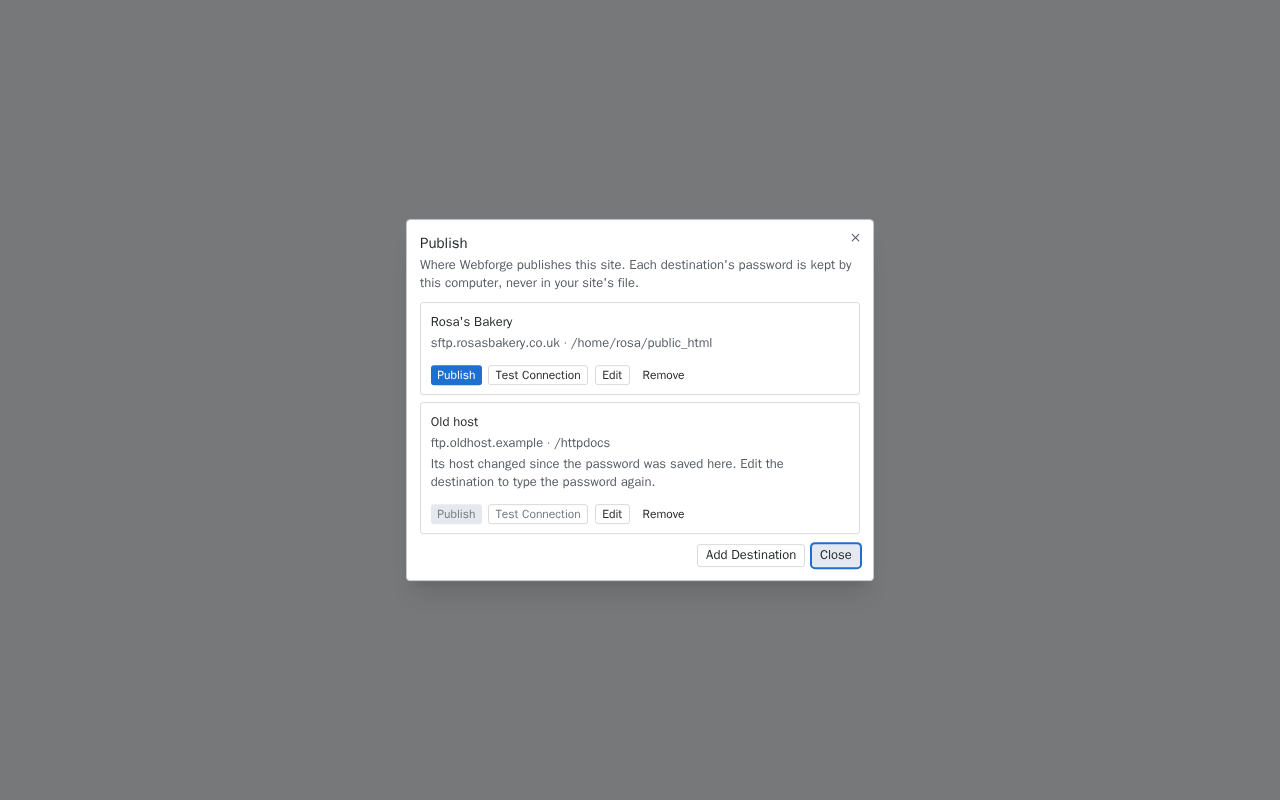 Publish
Where Webforge publishes this site. Each destination's password is kept by
this computer, never in your site's file.
Rosa's Bakery
sftp.rosasbakery.co.uk · /home/rosa/public_html
Publish Test Connection Edit Remove
Old host
ftp.oldhost.example · /httpdocs
Its host changed since the password was saved here. Edit the
destination to type the password again.
Publish Test Connection Edit Remove
Add Destination Close